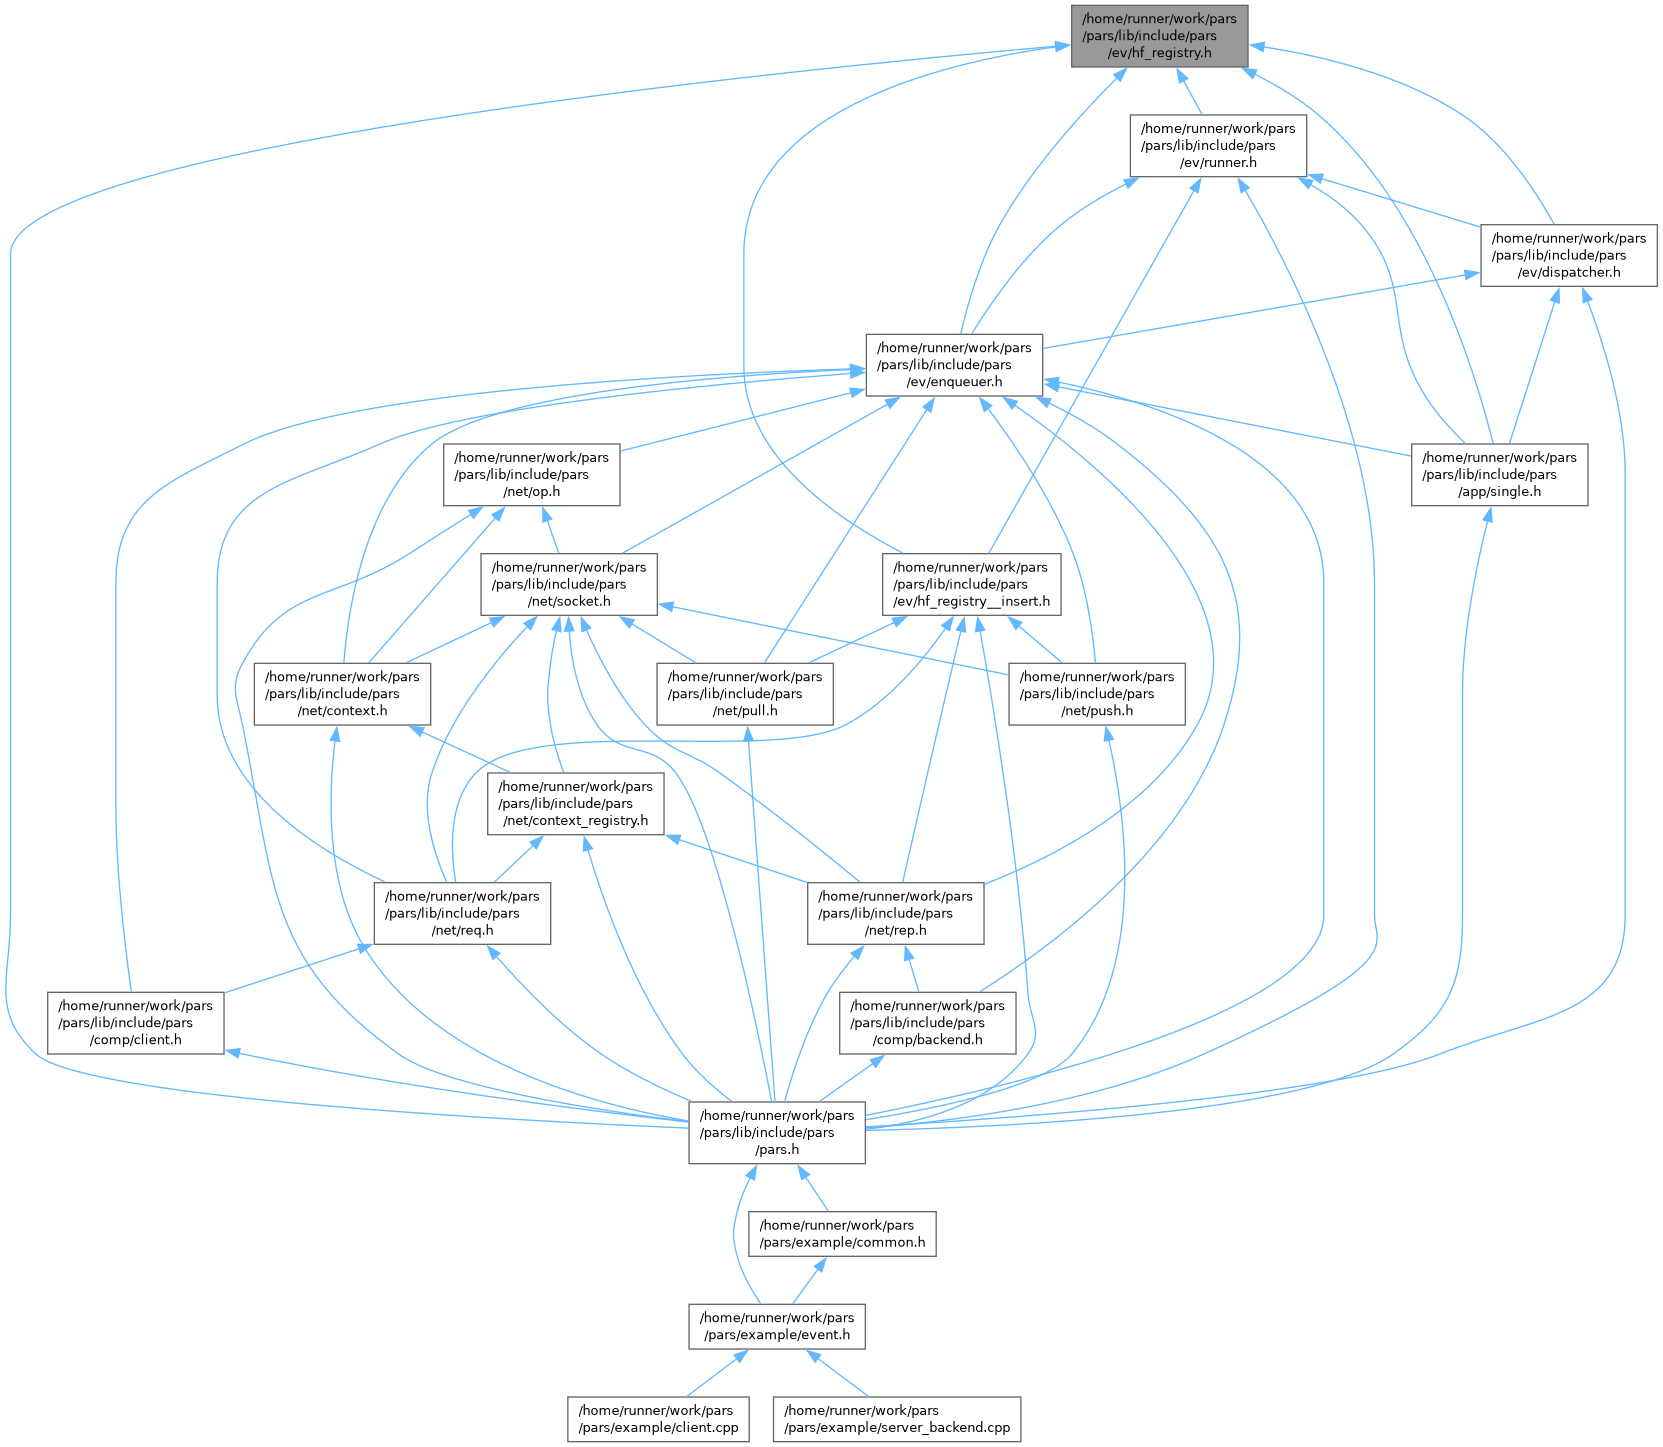 /home/runner/work/pars
/pars/lib/include/pars
/ev/hf_registry.h
/home/runner/work/pars
/pars/lib/include/pars
/ev/runner.h
/home/runner/work/pars
/pars/lib/include/pars
/ev/dispatcher.h
/home/runner/work/pars
/pars/lib/include/pars
/ev/enqueuer.h
/home/runner/work/pars
/pars/lib/include/pars
/net/op.h
/home/runner/work/pars
/pars/lib/include/pars
/app/single.h
/home/runner/work/pars
/pars/lib/include/pars
/net/socket.h
/home/runner/work/pars
/pars/lib/include/pars
/ev/hf_registry__insert.h
/home/runner/work/pars
/pars/lib/include/pars
/net/context.h
/home/runner/work/pars
/pars/lib/include/pars
/net/pull.h
/home/runner/work/pars
/pars/lib/include/pars
/net/push.h
/home/runner/work/pars
/pars/lib/include/pars
/net/context_registry.h
/home/runner/work/pars
/pars/lib/include/pars
/net/req.h
/home/runner/work/pars
/pars/lib/include/pars
/net/rep.h
/home/runner/work/pars
/pars/lib/include/pars
/comp/client.h
/home/runner/work/pars
/pars/lib/include/pars
/comp/backend.h
/home/runner/work/pars
/pars/lib/include/pars
/pars.h
/home/runner/work/pars
/pars/example/common.h
/home/runner/work/pars
/pars/example/event.h
/home/runner/work/pars
/pars/example/client.cpp
/home/runner/work/pars
/pars/example/server_backend.cpp